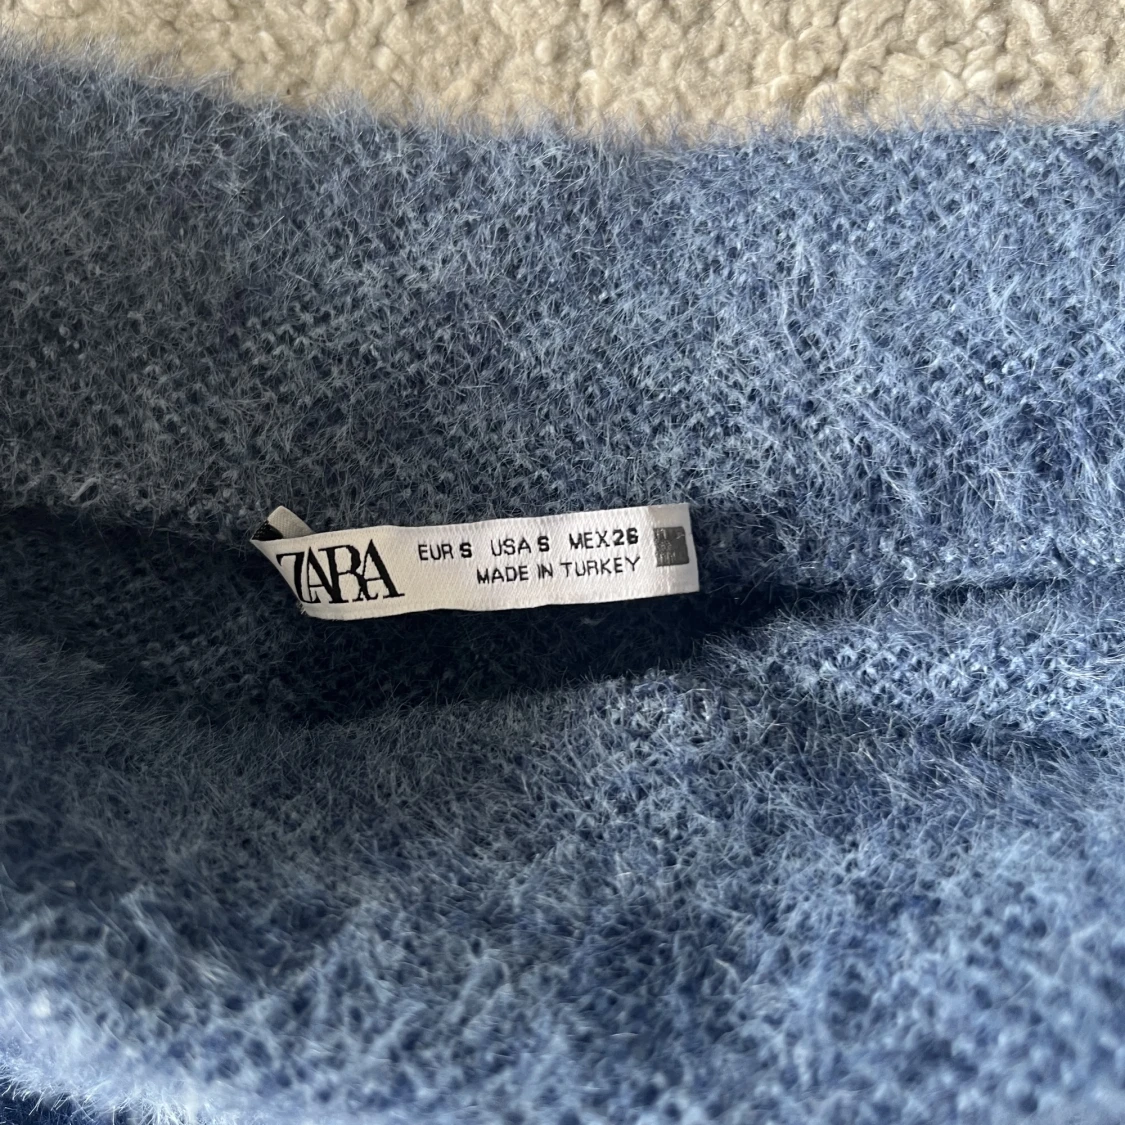 ZARA
EUR S USA S MEX 26
MADE IN TURKEY